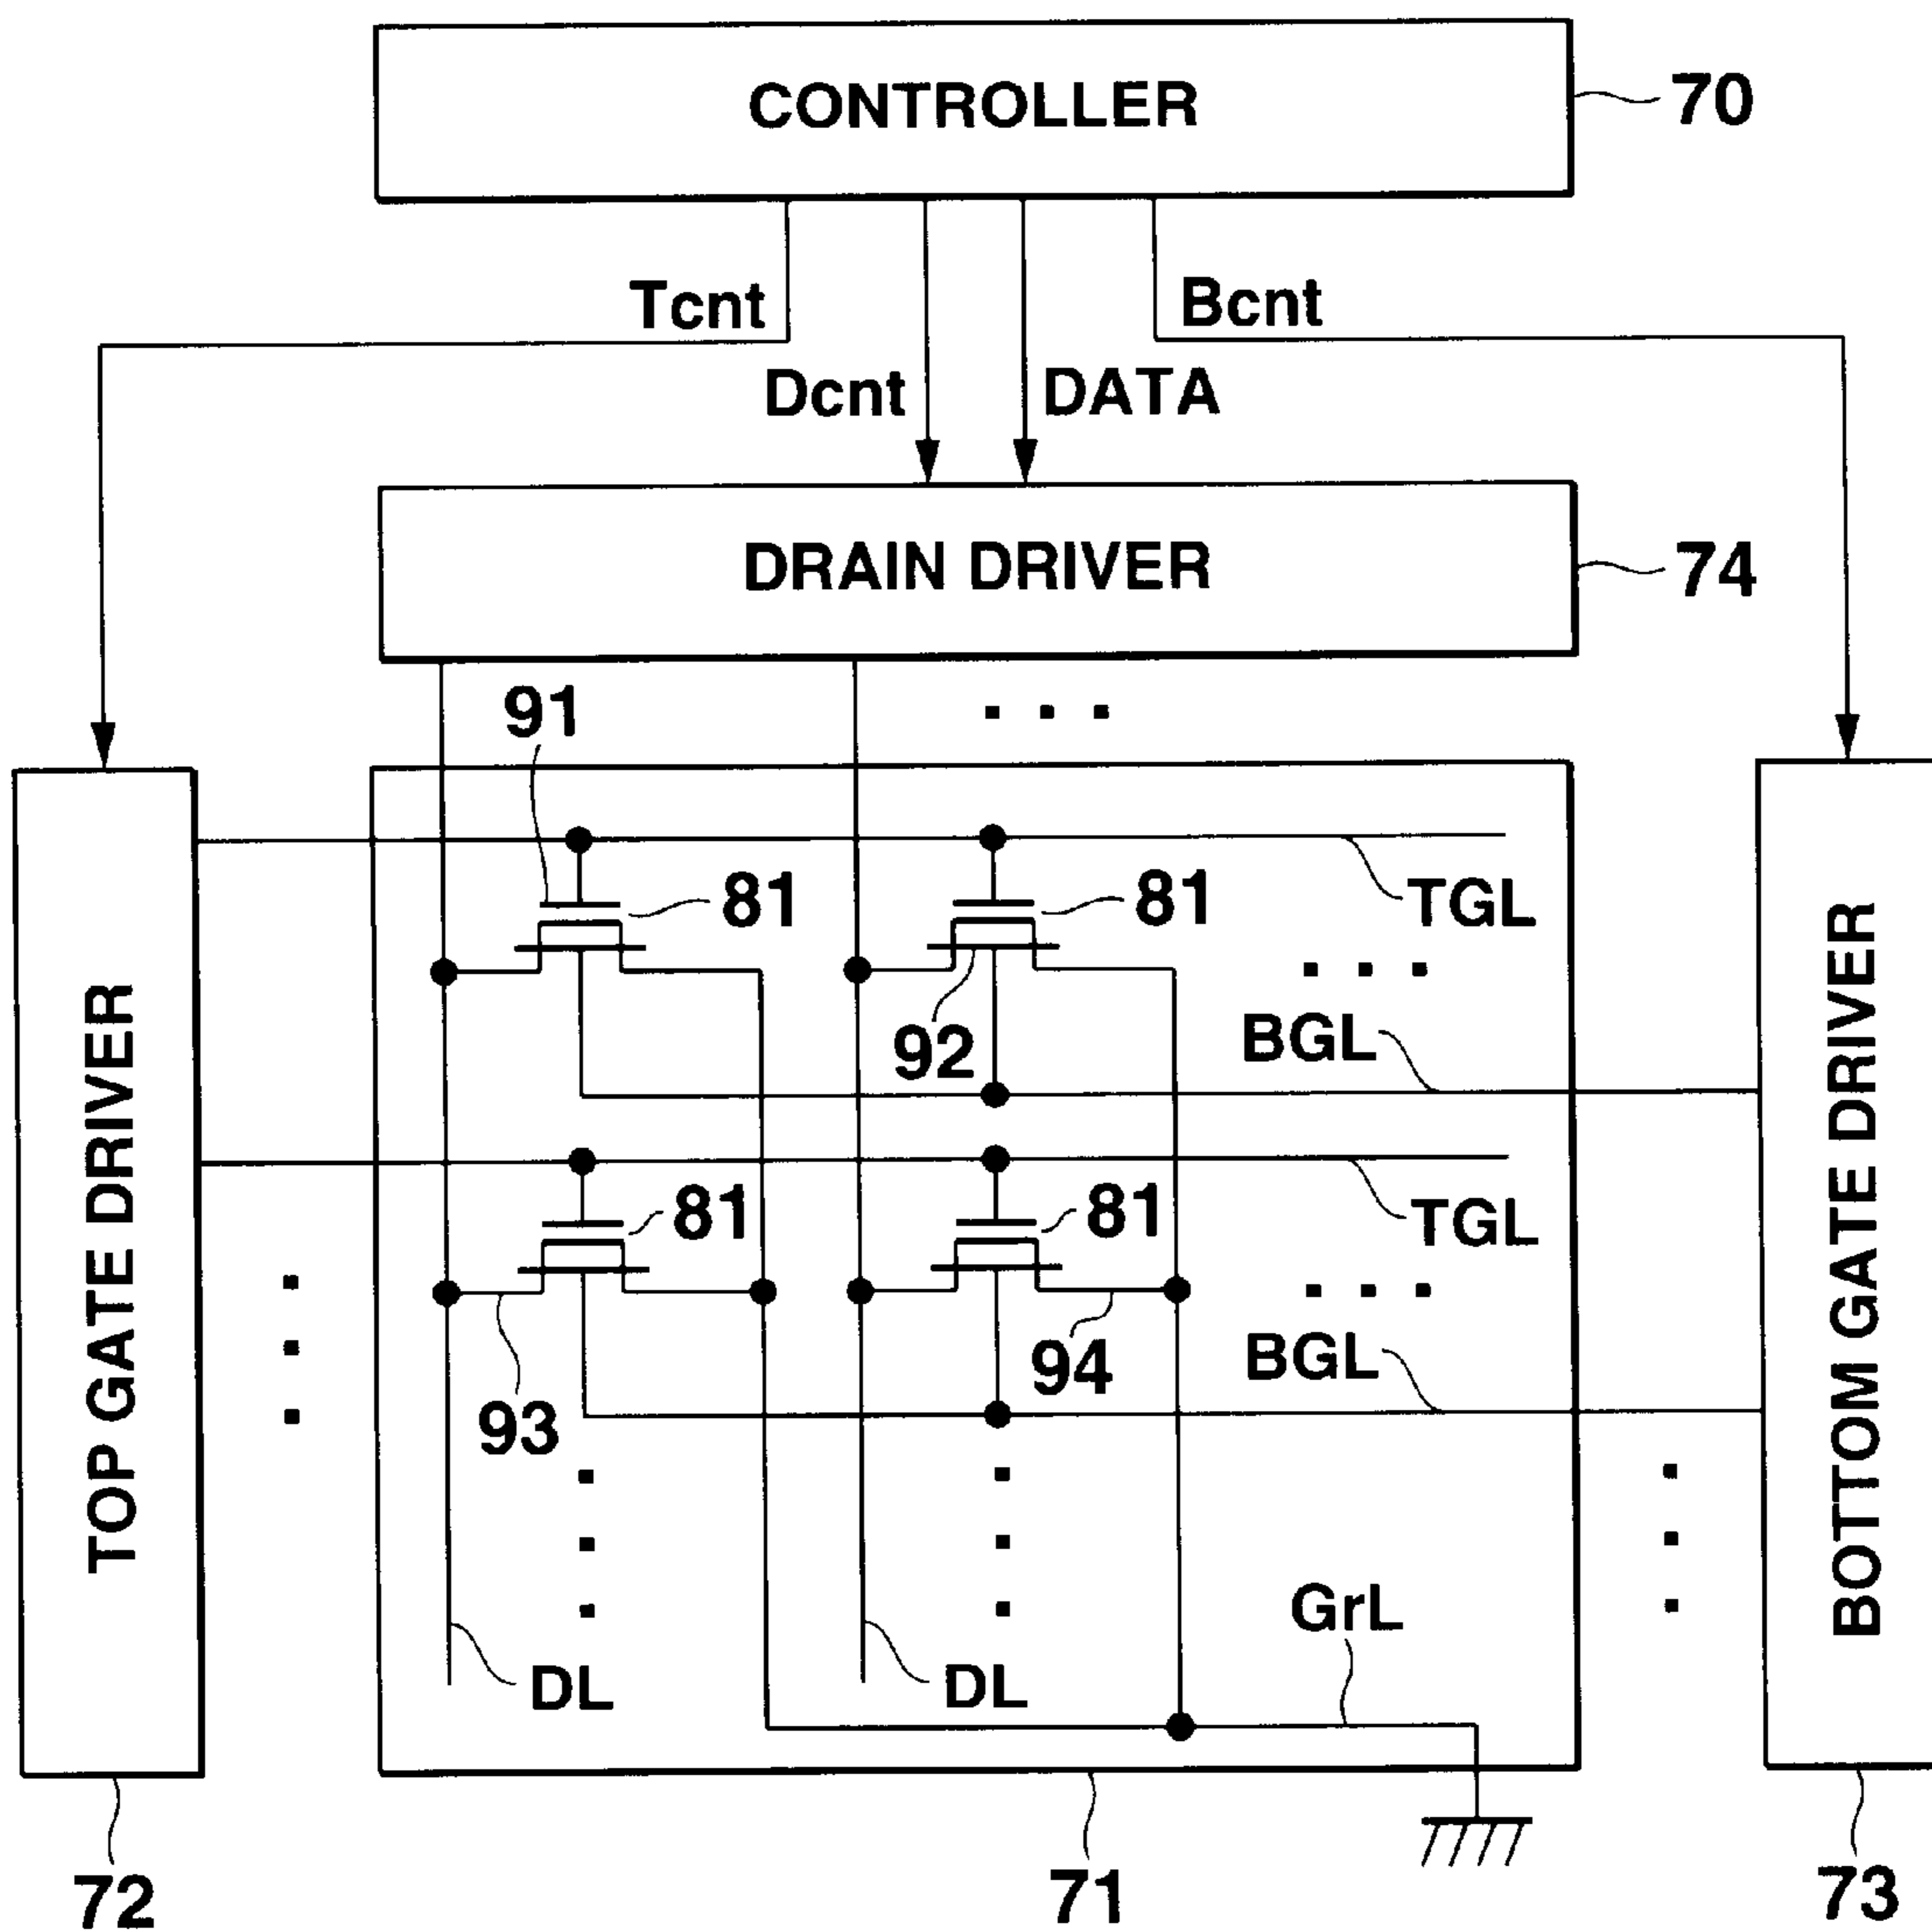 CONTROLLER
70
Tcnt
Bcnt
Dcnt
DATA
DRAIN DRIVER
74
91
81
81
TGL
92
BGL
TOP GATE DRIVER
BOTTOM GATE DRIVER
81
81
TGL
93
94
BGL
GrL
DL
DL
72
71
73